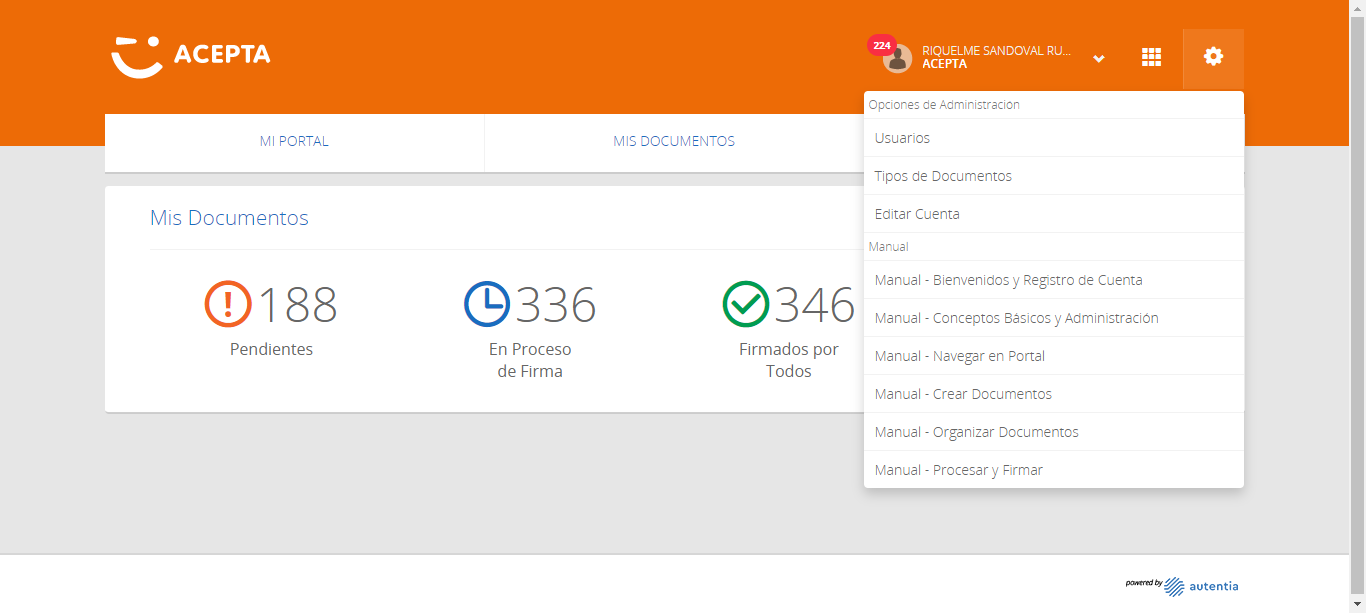 ACEPTA
224
RIQUELME SANDOVAL RU...
ACEPTA
MI PORTAL
MIS DOCUMENTOS
Opciones de Administración
Usuarios
Tipos de Documentos
Editar Cuenta
Manual
Manual - Bienvenidos y Registro de Cuenta
Manual - Conceptos Básicos y Administración
Manual - Navegar en Portal
Manual - Crear Documentos
Manual - Organizar Documentos
Manual - Procesar y Firmar
Mis Documentos
188
Pendientes
336
En Proceso
de Firma
346
Firmados por
Todos
powered by
autentia